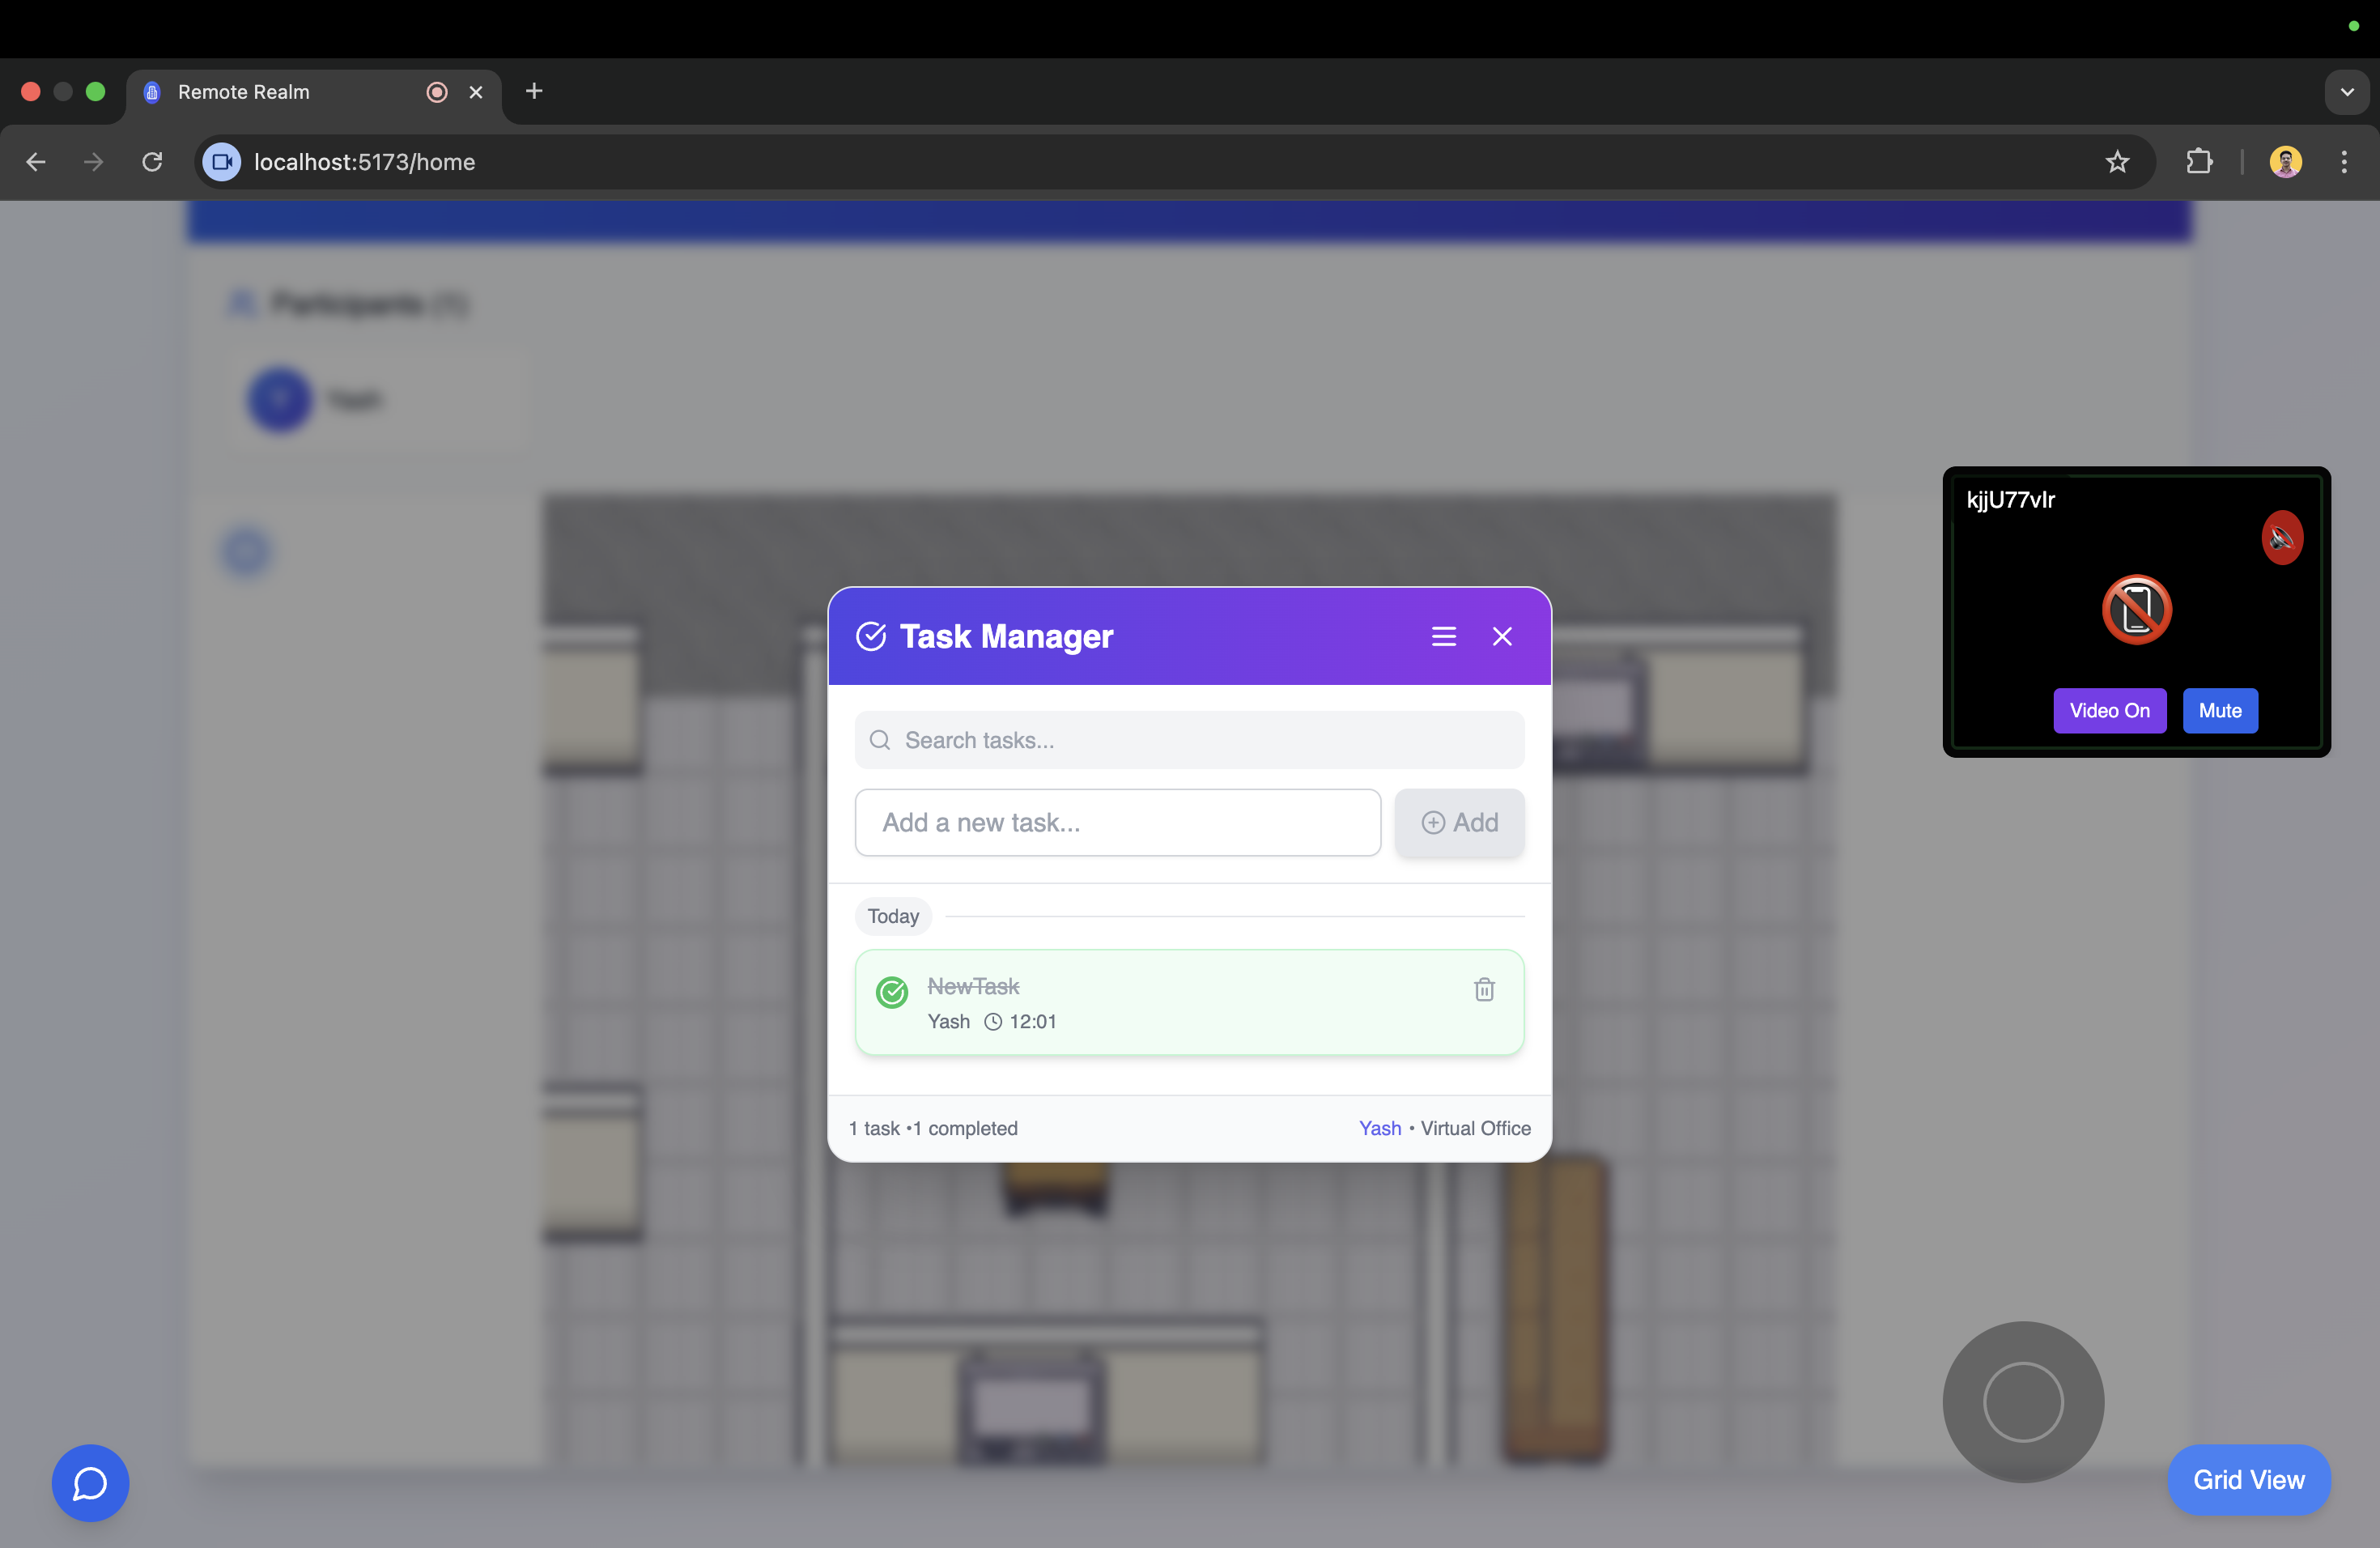 Remote Realm
localhost:5173/home
Participants (1)
Yash
kjjU77vIr
Video On
Mute
Task Manager
Search tasks...
Add a new task...
Add
Today
NewTask
Yash 12:01
1 task •1 completed
Yash • Virtual Office
Grid View